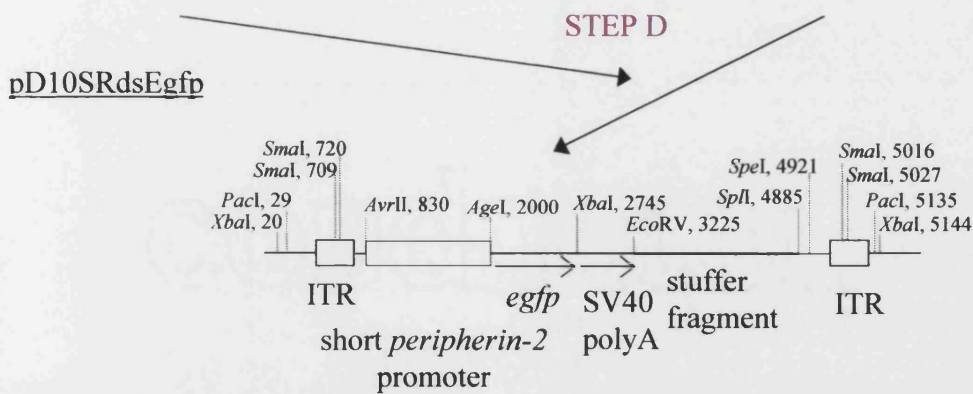 STEP D
pD10SRdsEgfp
SmaI, 720
SmaI, 709
PacI, 29
XbaI, 20
AvrII, 830
AgeI, 2000
XbaI, 2745
EcoRV, 3225
SpeI, 4921
SplI, 4885
SmaI, 5016
SmaI, 5027
PacI, 5135
XbaI, 5144
ITR
short peripherin-2
promoter
egfp
SV40
polyA
stuffer
fragment
ITR